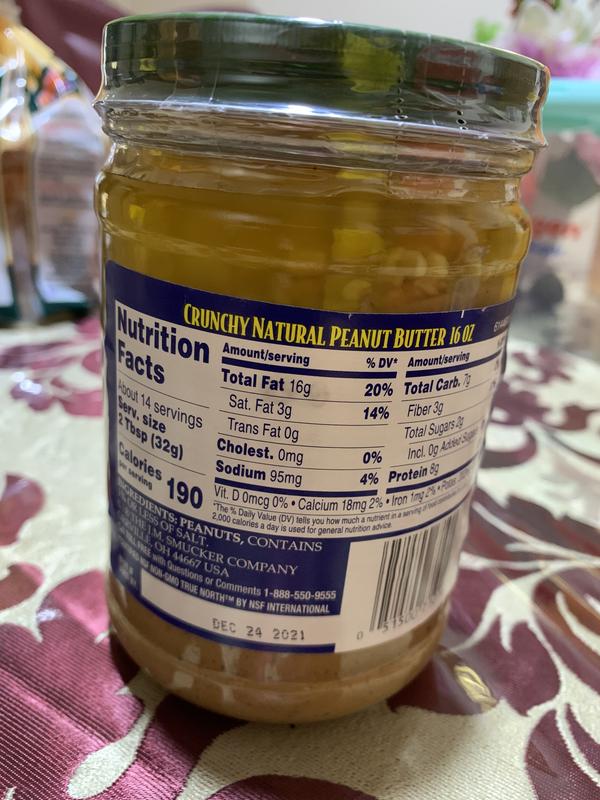 CRUNCHY NATURAL PEANUT BUTTER 16 OZ
Nutrition
Facts
About 14 servings
Serv. size
2 Tbsp (32g)
Calories 190
per serving
Amount/serving % DV*
Total Fat 16g 20%
Sat. Fat 3g 14%
Trans Fat 0g
Cholest. 0mg 0%
Sodium 95mg 4%
Amount/serving
Total Carb. 7g
Fiber 3g
Total Sugars 2g
Incl. 0g Added Sugars
Protein 8g
Vit. D 0mcg 0% • Calcium 18mg 2% • Iron 1mg 2% •
*The % Daily Value (DV) tells you how much a nutrient in a serving of food
2,000 calories a day is used for general nutrition advice.
INGREDIENTS: PEANUTS, CONTAINS
OR LESS OF SALT.
M. SMUCKER COMPANY
OH 44667 USA
with Questions or Comments 1-888-550-9555
NON-GMO TRUE NORTH™ BY NSF INTERNATIONAL
DEC 24 2021